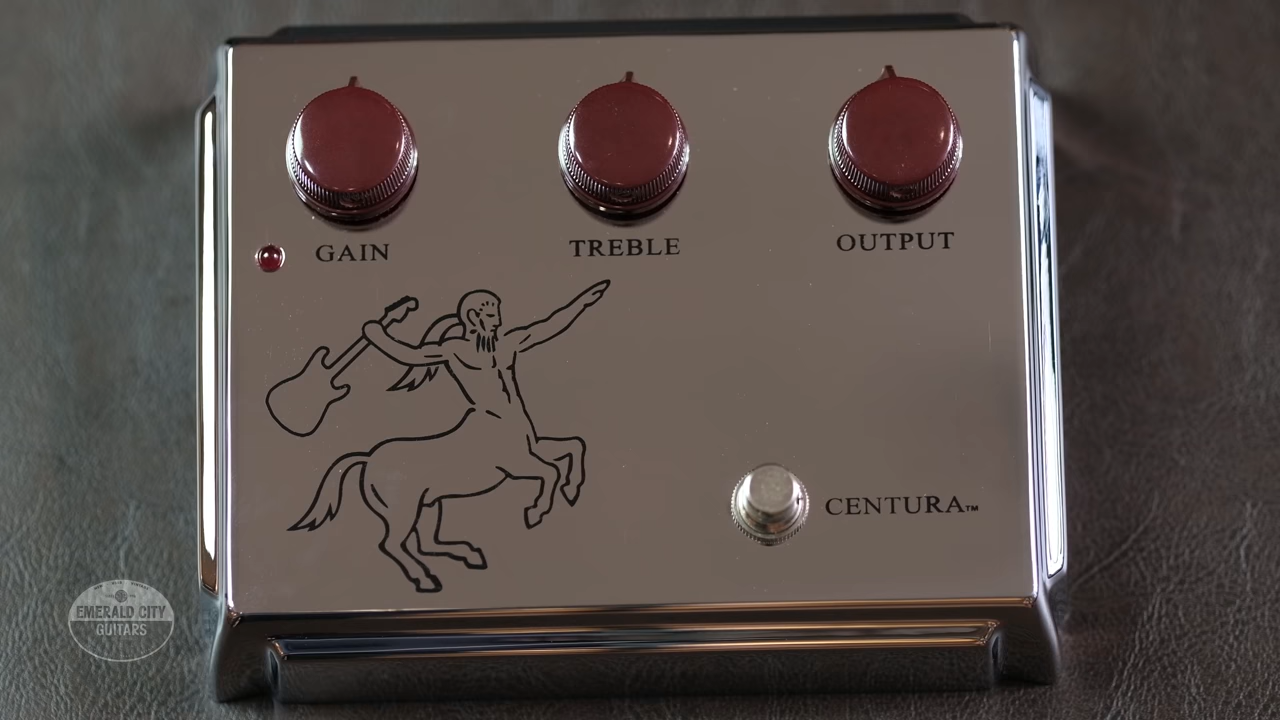 GAIN
TREBLE
OUTPUT
CENTURA™
EMERALD CITY
GUITARS